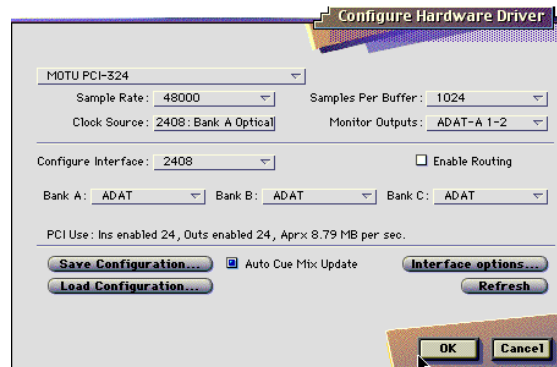 Configure Hardware Driver
MOTU PCI-324
Sample Rate: 48000 Samples Per Buffer: 1024
Clock Source: 2408: Bank A Optical Monitor Outputs: ADAT-A 1-2
Configure Interface: 2408 Enable Routing
Bank A: ADAT Bank B: ADAT Bank C: ADAT
PCI Use: Ins enabled 24, Outs enabled 24, Aprx 8.79 MB per sec.
Save Configuration... Auto Cue Mix Update Interface options...
Load Configuration... Refresh
OK Cancel